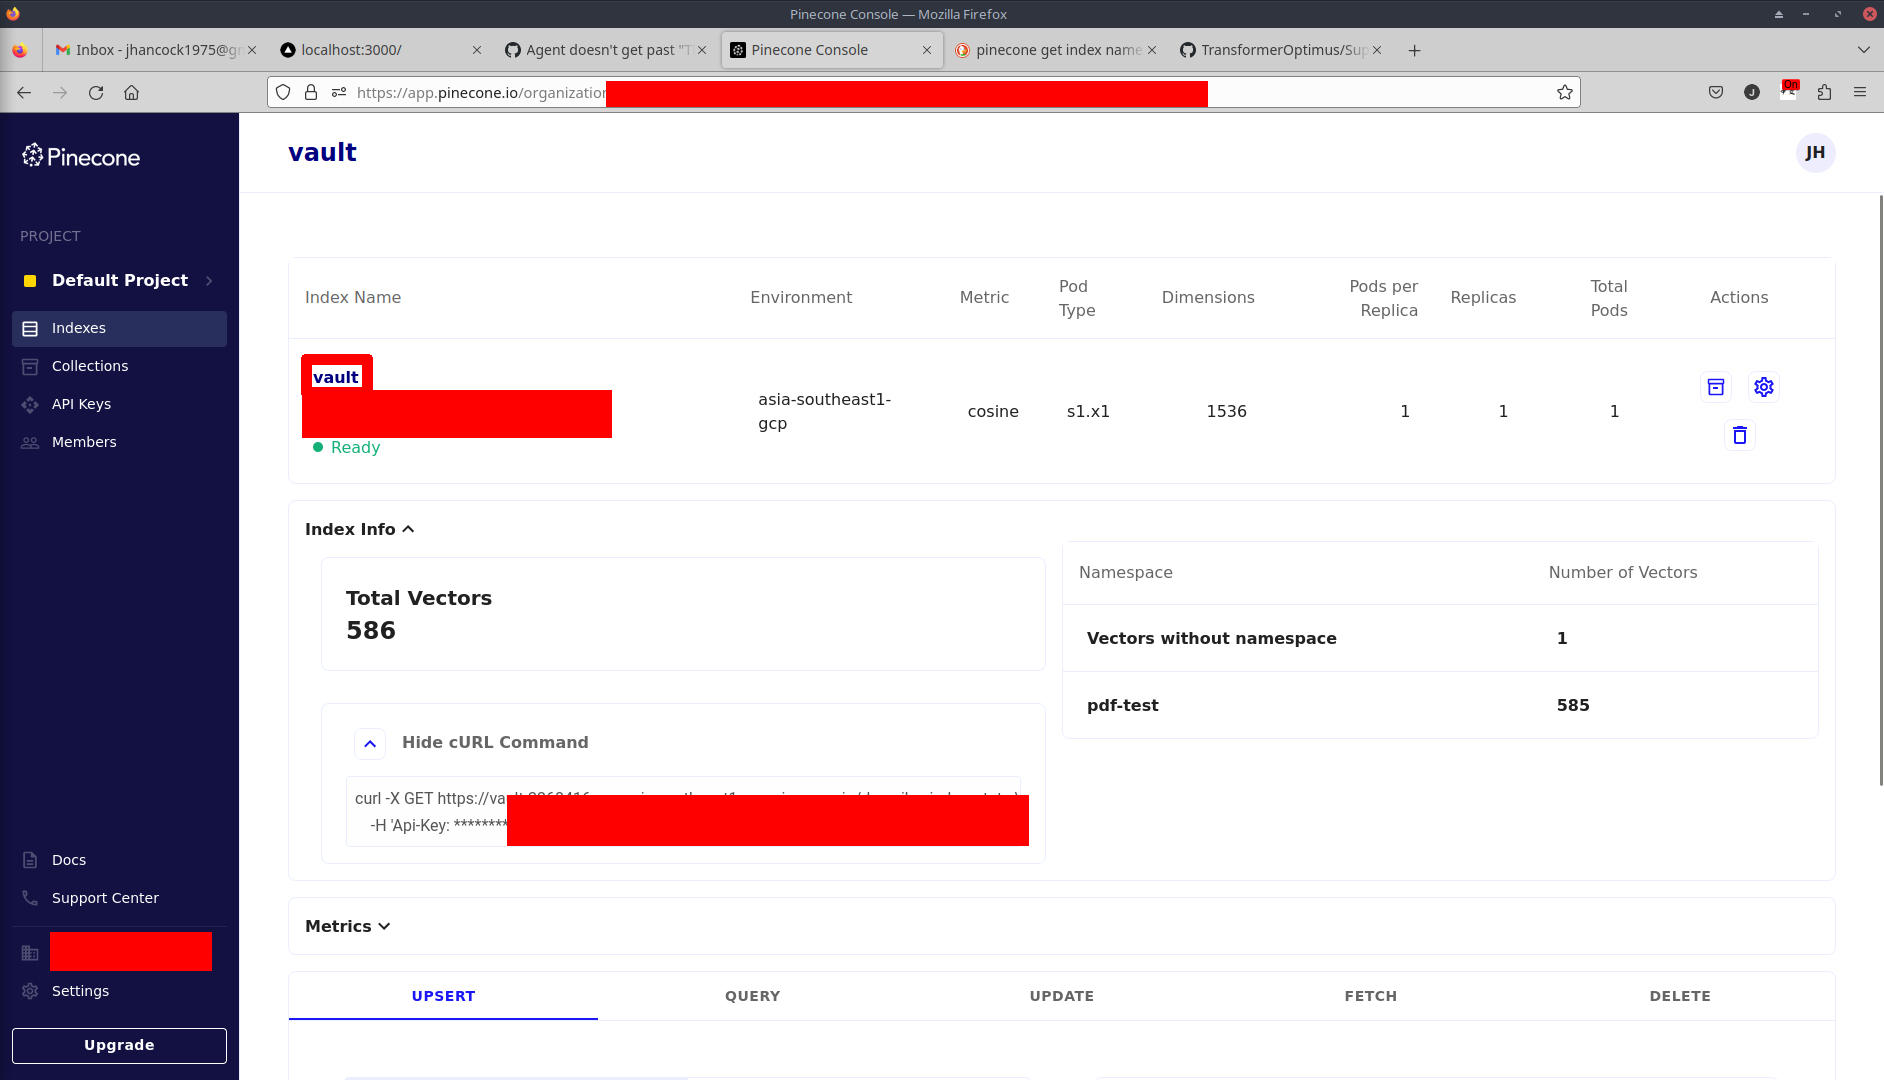 Pinecone Console — Mozilla Firefox
Inbox - jhancock1975@gm
localhost:3000/
Agent doesn't get past "T
Pinecone Console
pinecone get index name
TransformerOptimus/Sup
https://app.pinecone.io/organization
J
On
Pinecone
vault
JH
PROJECT
Default Project
Indexes
Collections
API Keys
Members
Docs
Support Center
Settings
Upgrade
Index Name
Environment
Metric
Pod Type
Dimensions
Pods per Replica
Replicas
Total Pods
Actions
vault
Ready
asia-southeast1-gcp
cosine
s1.x1
1536
1
1
1
Index Info
Total Vectors
586
Namespace
Number of Vectors
Vectors without namespace
1
pdf-test
585
Hide cURL Command
curl -X GET https://va
-H 'Api-Key: ********
Metrics
UPSERT
QUERY
UPDATE
FETCH
DELETE